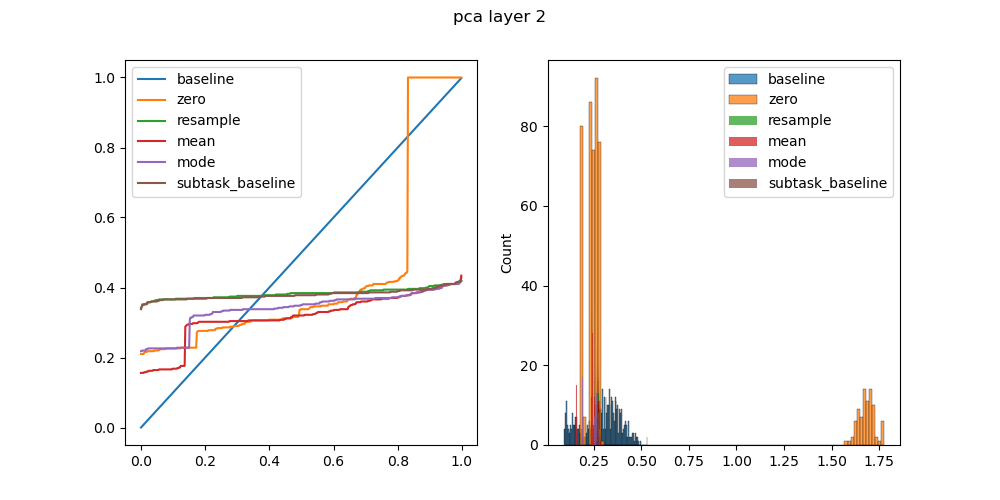 pca layer 2
baseline
zero
resample
mean
mode
subtask_baseline
1.0
0.8
0.6
0.4
0.2
0.0
0.0 0.2 0.4 0.6 0.8 1.0
baseline
zero
resample
mean
mode
subtask_baseline
Count
80
60
40
20
0
0.25 0.50 0.75 1.00 1.25 1.50 1.75